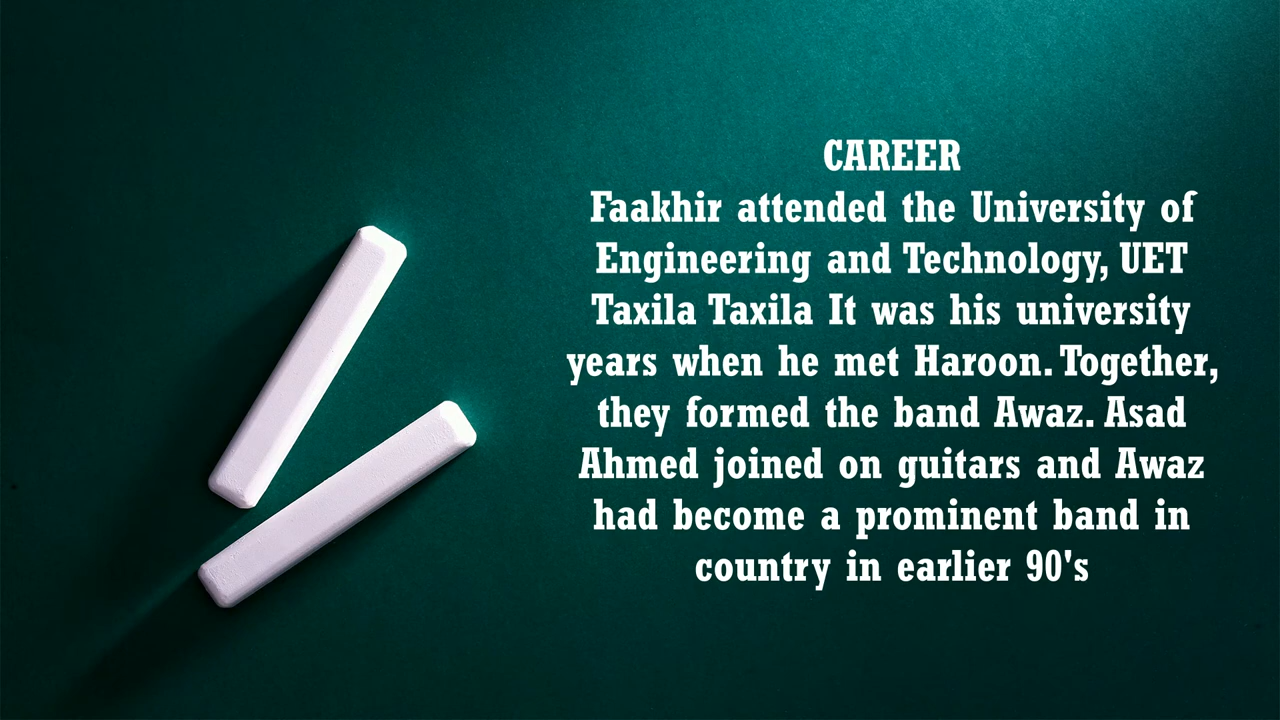 CAREER
Faakhir attended the University of
Engineering and Technology, UET
Taxila Taxila It was his university
years when he met Haroon. Together,
they formed the band Awaz. Asad
Ahmed joined on guitars and Awaz
had become a prominent band in
country in earlier 90's